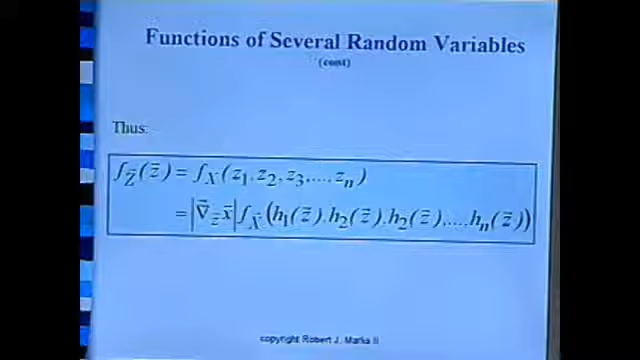 Functions of Several Random Variables
(cont)
Thus:
f_Z⃗(z⃗) = f_X(z₁, z₂, z₃,..., zₙ)
= |∇⃗_z⃗ x⃗| f_X⃗(h₁(z⃗), h₂(z⃗), h₂(z⃗),....hₙ(z⃗))
copyright Robert J. Marks II